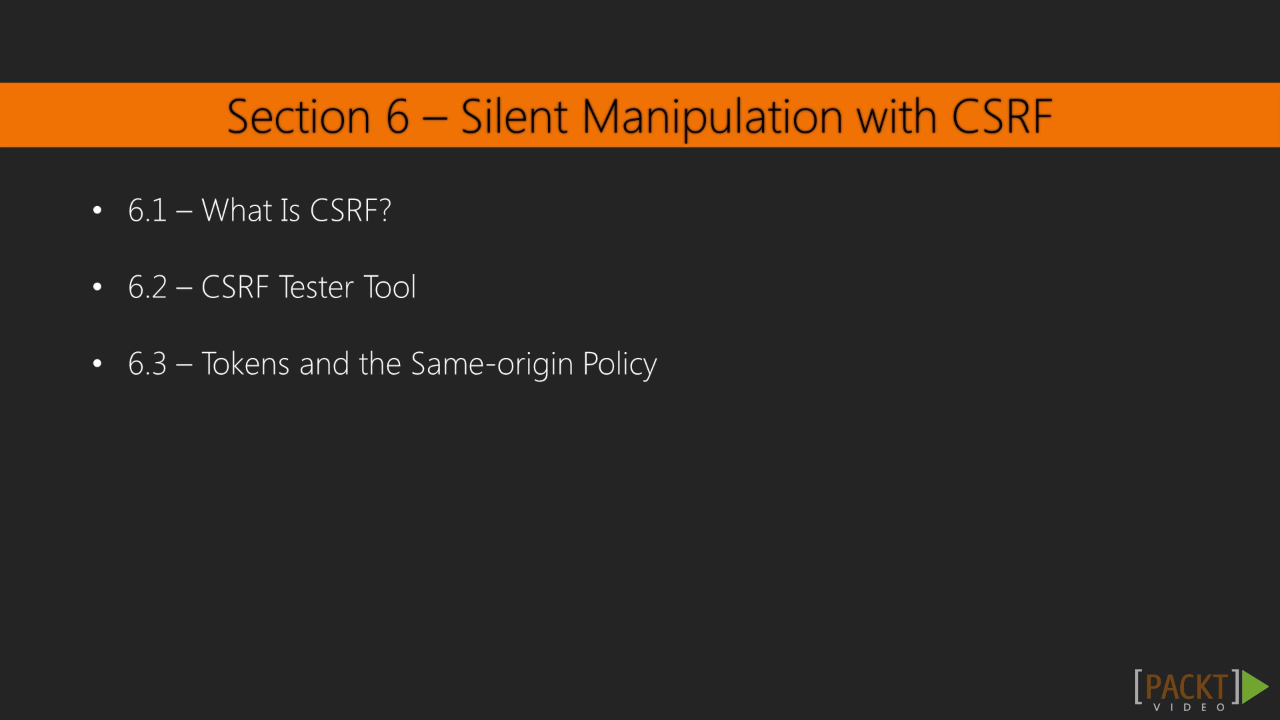 Section 6 – Silent Manipulation with CSRF
• 6.1 – What Is CSRF?
• 6.2 – CSRF Tester Tool
• 6.3 – Tokens and the Same-origin Policy
[PACKT]
VIDEO